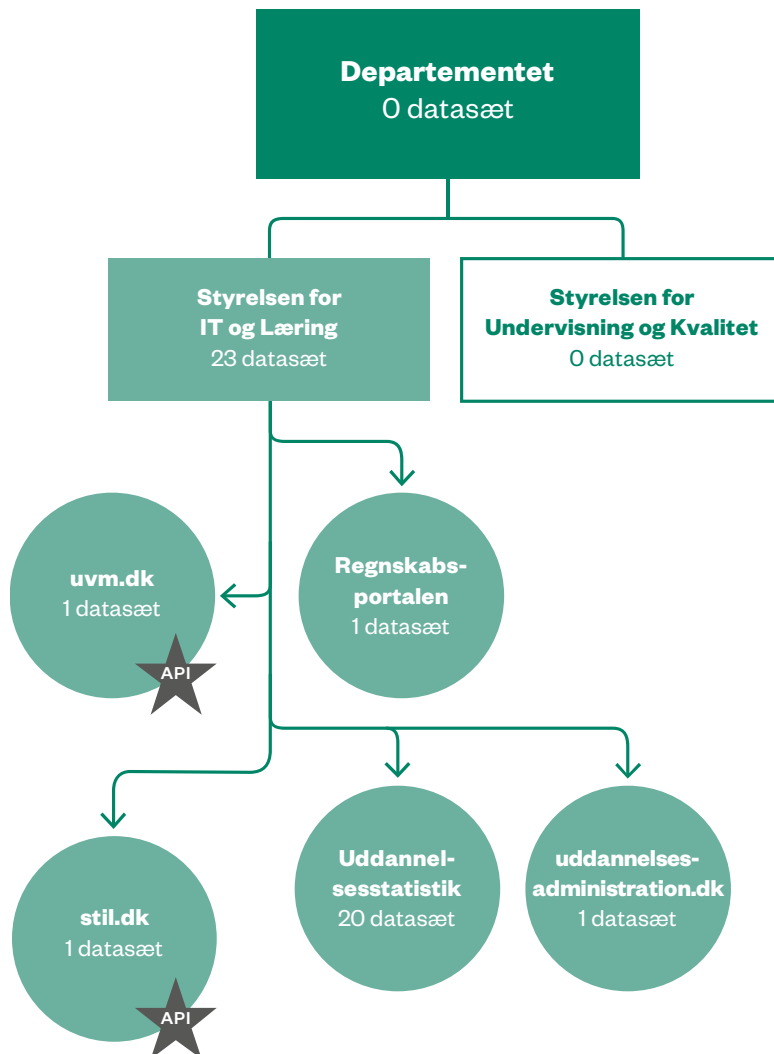 Departementet
0 datasæt
Styrelsen for
IT og Læring
23 datasæt
Styrelsen for
Undervisning og Kvalitet
0 datasæt
uvm.dk
1 datasæt
API
Regnskabs-
portalen
1 datasæt
stil.dk
1 datasæt
API
Uddannel-
sesstatistik
20 datasæt
uddannelses-
administration.dk
1 datasæt